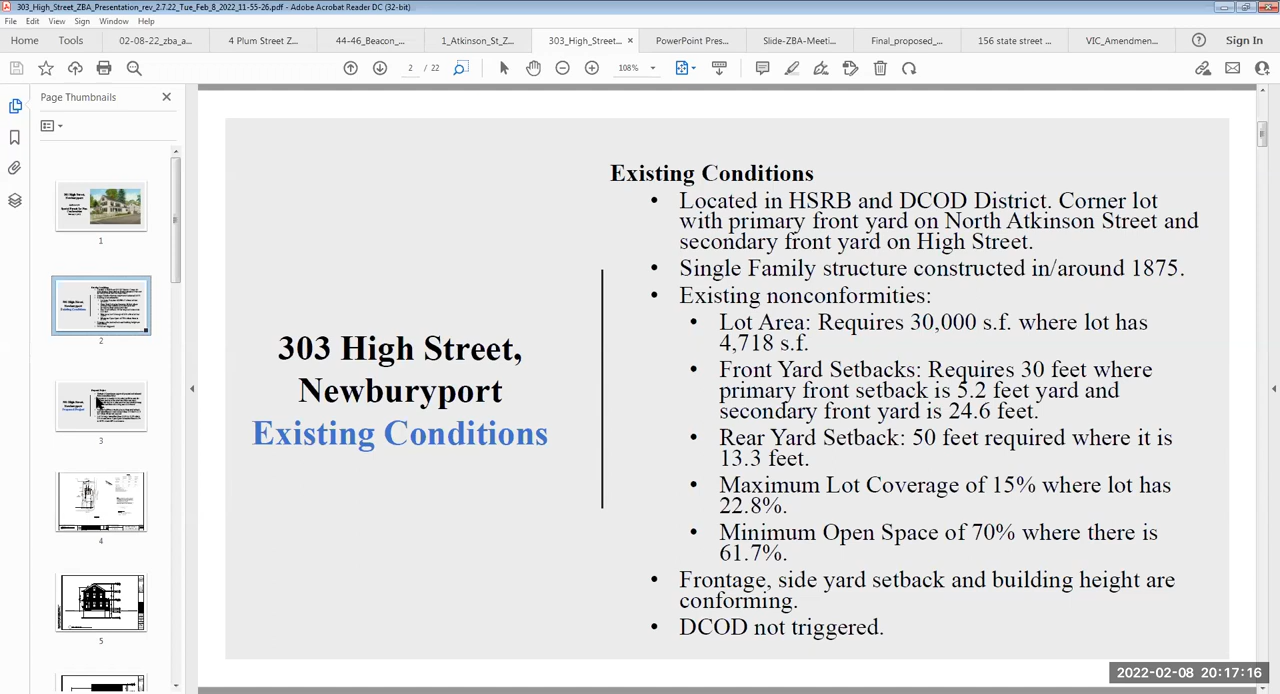 303_High_Street_ZBA_Presentation_rev_2.7.22_Tue_Feb_8_2022_11-55-26.pdf - Adobe Acrobat Reader DC (32-bit)
File Edit View Sign Window Help
Home Tools 02-08-22_zba_a... 4 Plum Street Z... 44-46_Beacon_... 1_Atkinson_St_Z... 303_High_Street... × PowerPoint Pres... Slide-ZBA-Meeti... Final_proposed_... 156 state street ... VIC_Amendmen... Sign In
2 / 22 108%
Page Thumbnails
1
2
3
4
5
303 High Street,
Newburyport
Existing Conditions
Existing Conditions
• Located in HSRB and DCOD District. Corner lot
with primary front yard on North Atkinson Street and
secondary front yard on High Street.
• Single Family structure constructed in/around 1875.
• Existing nonconformities:
• Lot Area: Requires 30,000 s.f. where lot has
4,718 s.f.
• Front Yard Setbacks: Requires 30 feet where
primary front setback is 5.2 feet yard and
secondary front yard is 24.6 feet.
• Rear Yard Setback: 50 feet required where it is
13.3 feet.
• Maximum Lot Coverage of 15% where lot has
22.8%.
• Minimum Open Space of 70% where there is
61.7%.
• Frontage, side yard setback and building height are
conforming.
• DCOD not triggered.
2022-02-08 20:17:16